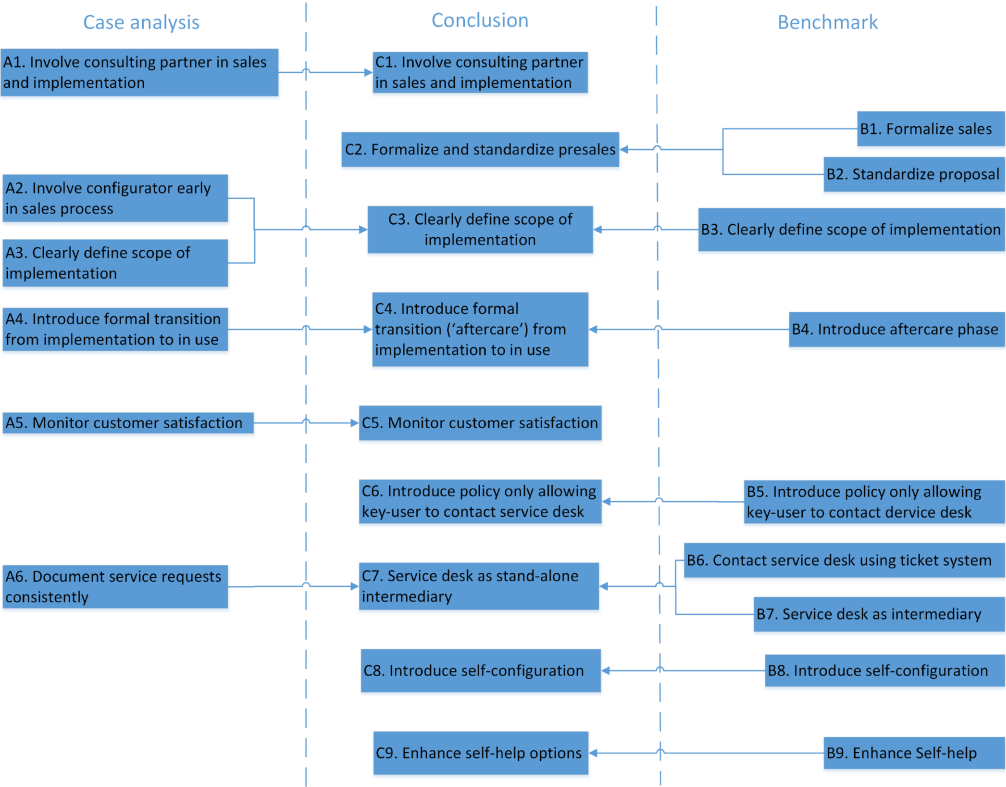 Case analysis
Conclusion
Benchmark
A1. Involve consulting partner in sales
and implementation
C1. Involve consulting partner
in sales and implementation
B1. Formalize sales
C2. Formalize and standardize presales
B2. Standardize proposal
A2. Involve configurator early
in sales process
C3. Clearly define scope of
implementation
B3. Clearly define scope of implementation
A3. Clearly define scope of
implementation
A4. Introduce formal transition
from implementation to in use
C4. Introduce formal
transition (‘aftercare’) from
implementation to in use
B4. Introduce aftercare phase
A5. Monitor customer satisfaction
C5. Monitor customer satisfaction
C6. Introduce policy only allowing
key-user to contact service desk
B5. Introduce policy only allowing
key-user to contact dervice desk
B6. Contact service desk using ticket system
A6. Document service requests
consistently
C7. Service desk as stand-alone
intermediary
B7. Service desk as intermediary
C8. Introduce self-configuration
B8. Introduce self-configuration
C9. Enhance self-help options
B9. Enhance Self-help